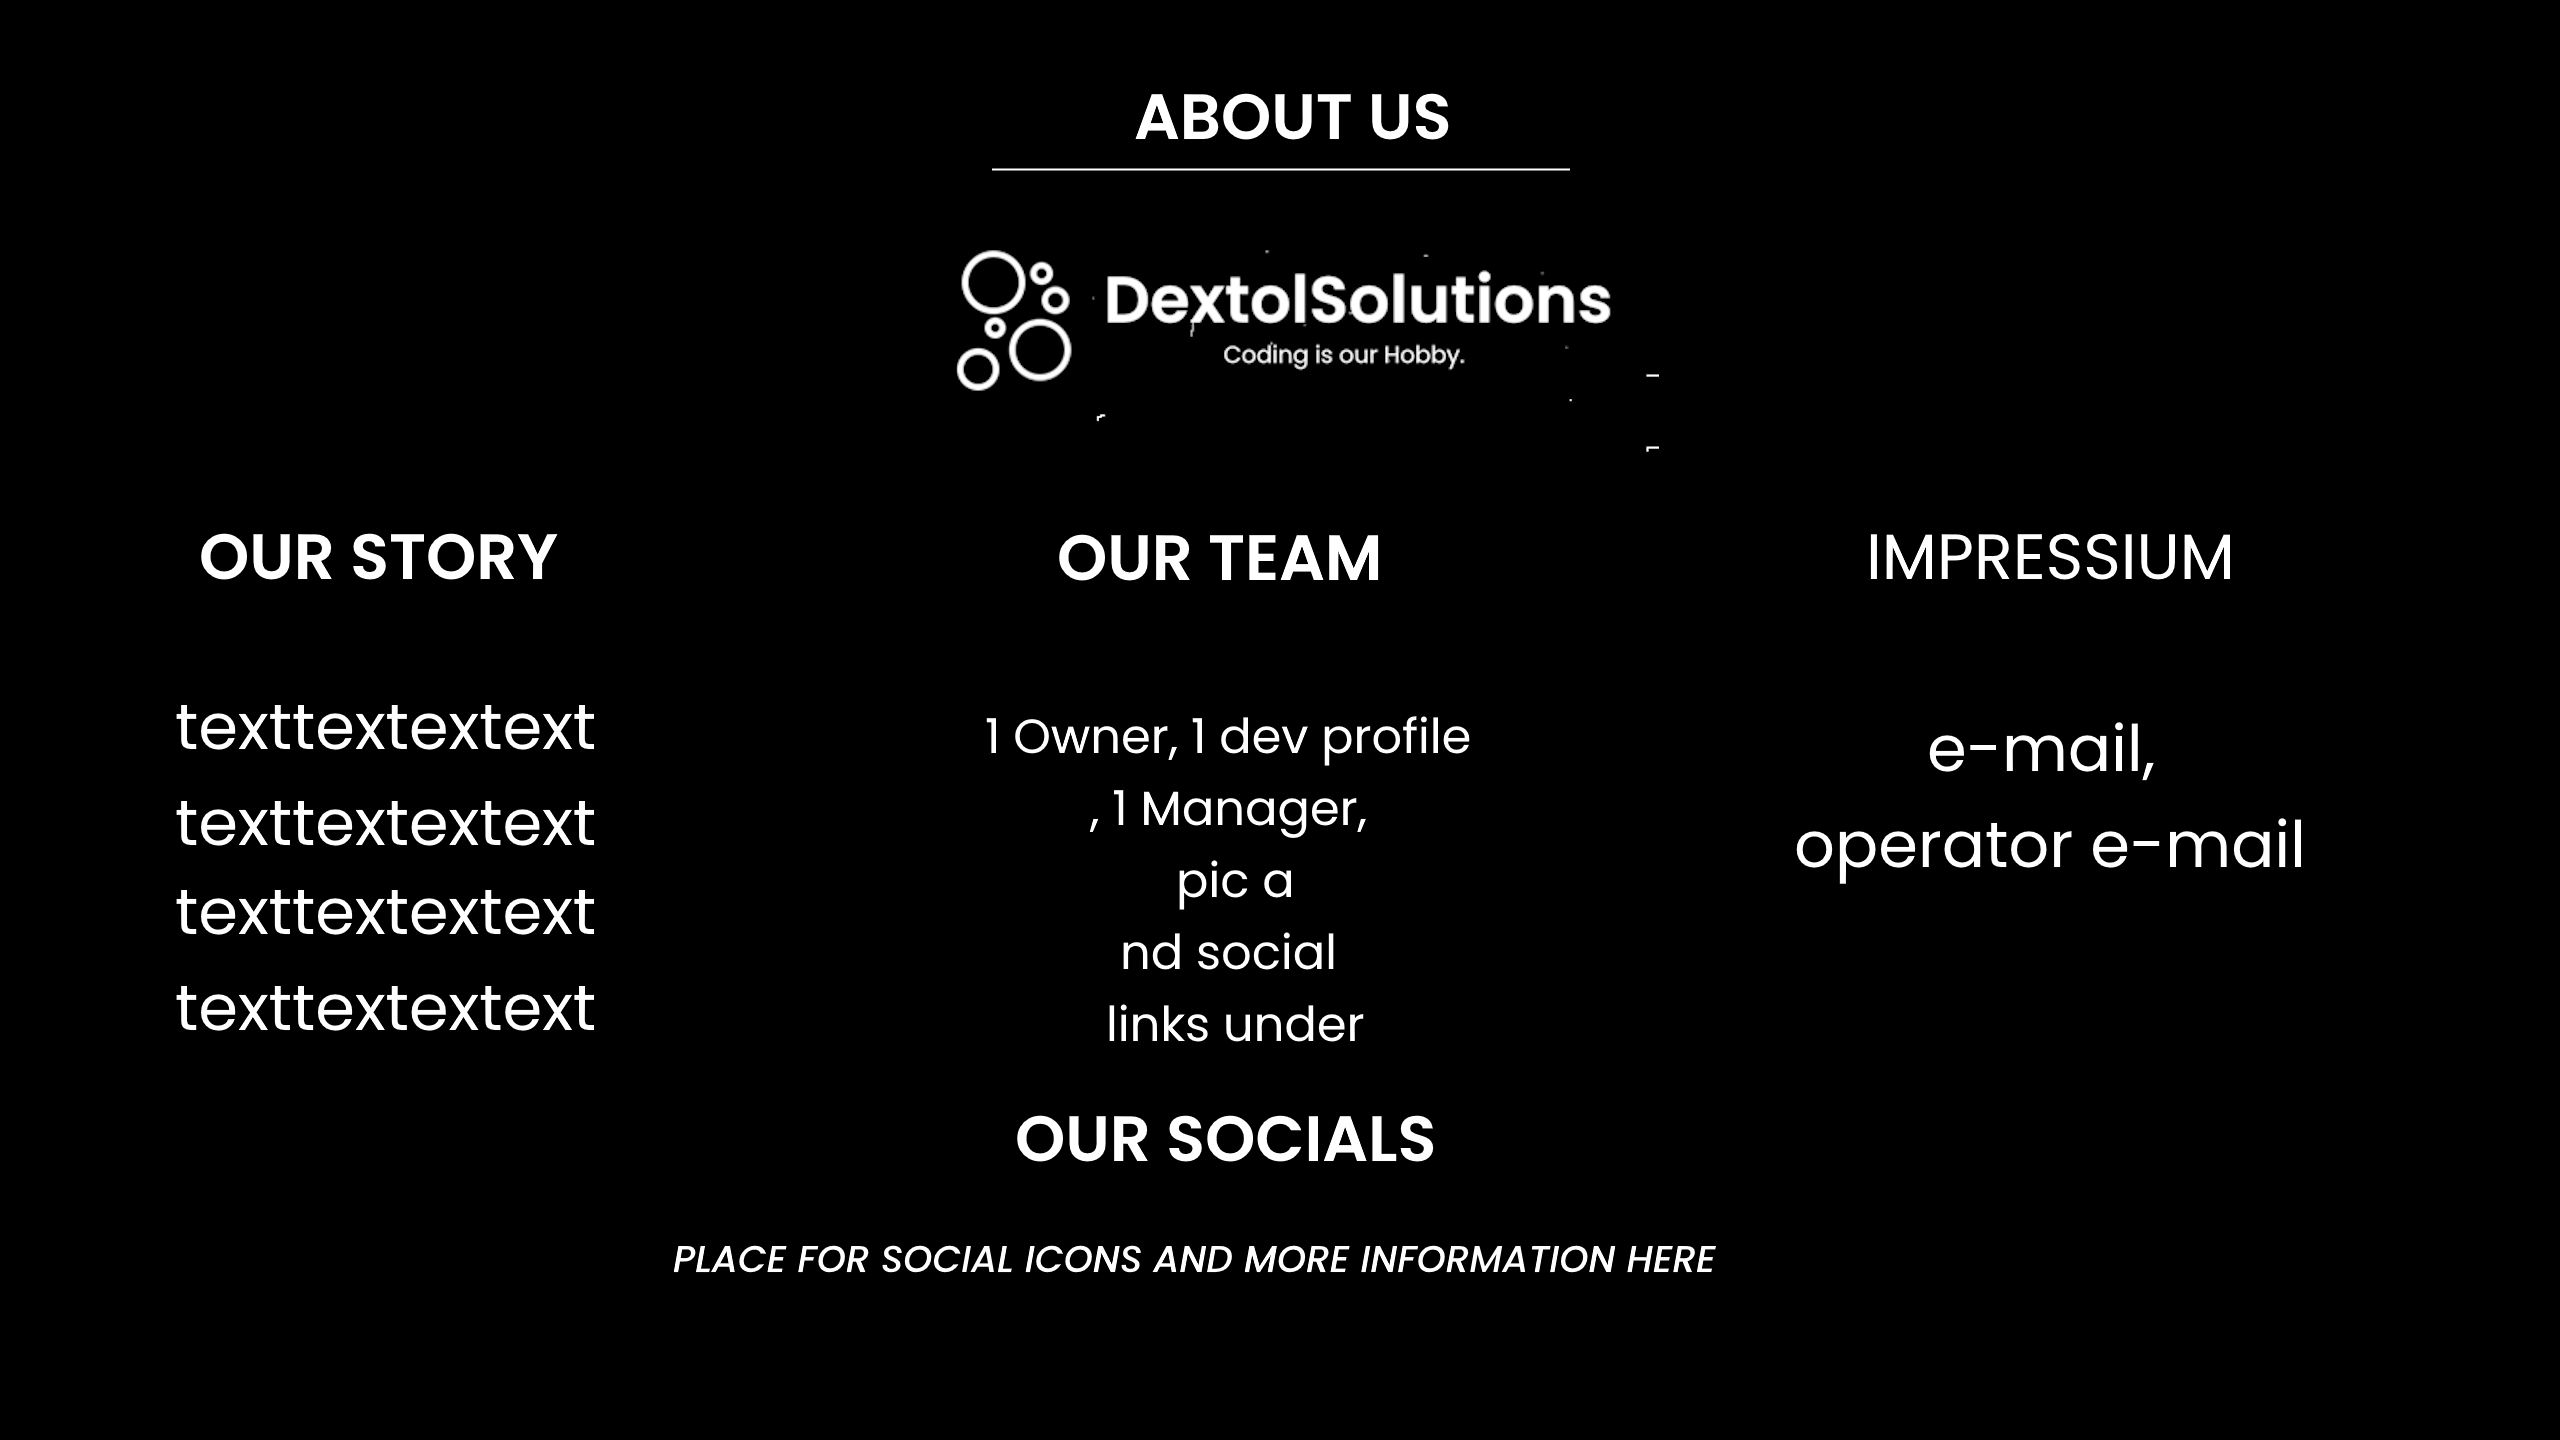 ABOUT US
DextolSolutions
Coding is our Hobby.
OUR STORY
texttextextext
texttextextext
texttextextext
texttextextext
OUR TEAM
1 Owner, 1 dev profile
, 1 Manager,
pic a
nd social
links under
IMPRESSIUM
e-mail,
operator e-mail
OUR SOCIALS
PLACE FOR SOCIAL ICONS AND MORE INFORMATION HERE